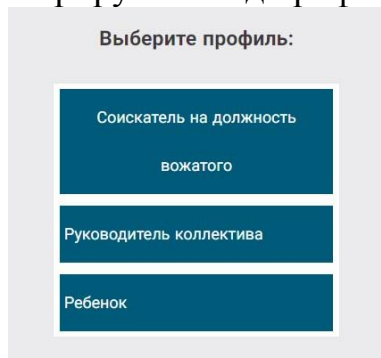 Выберите профиль:
Соискатель на должность
вожатого
Руководитель коллектива
Ребенок